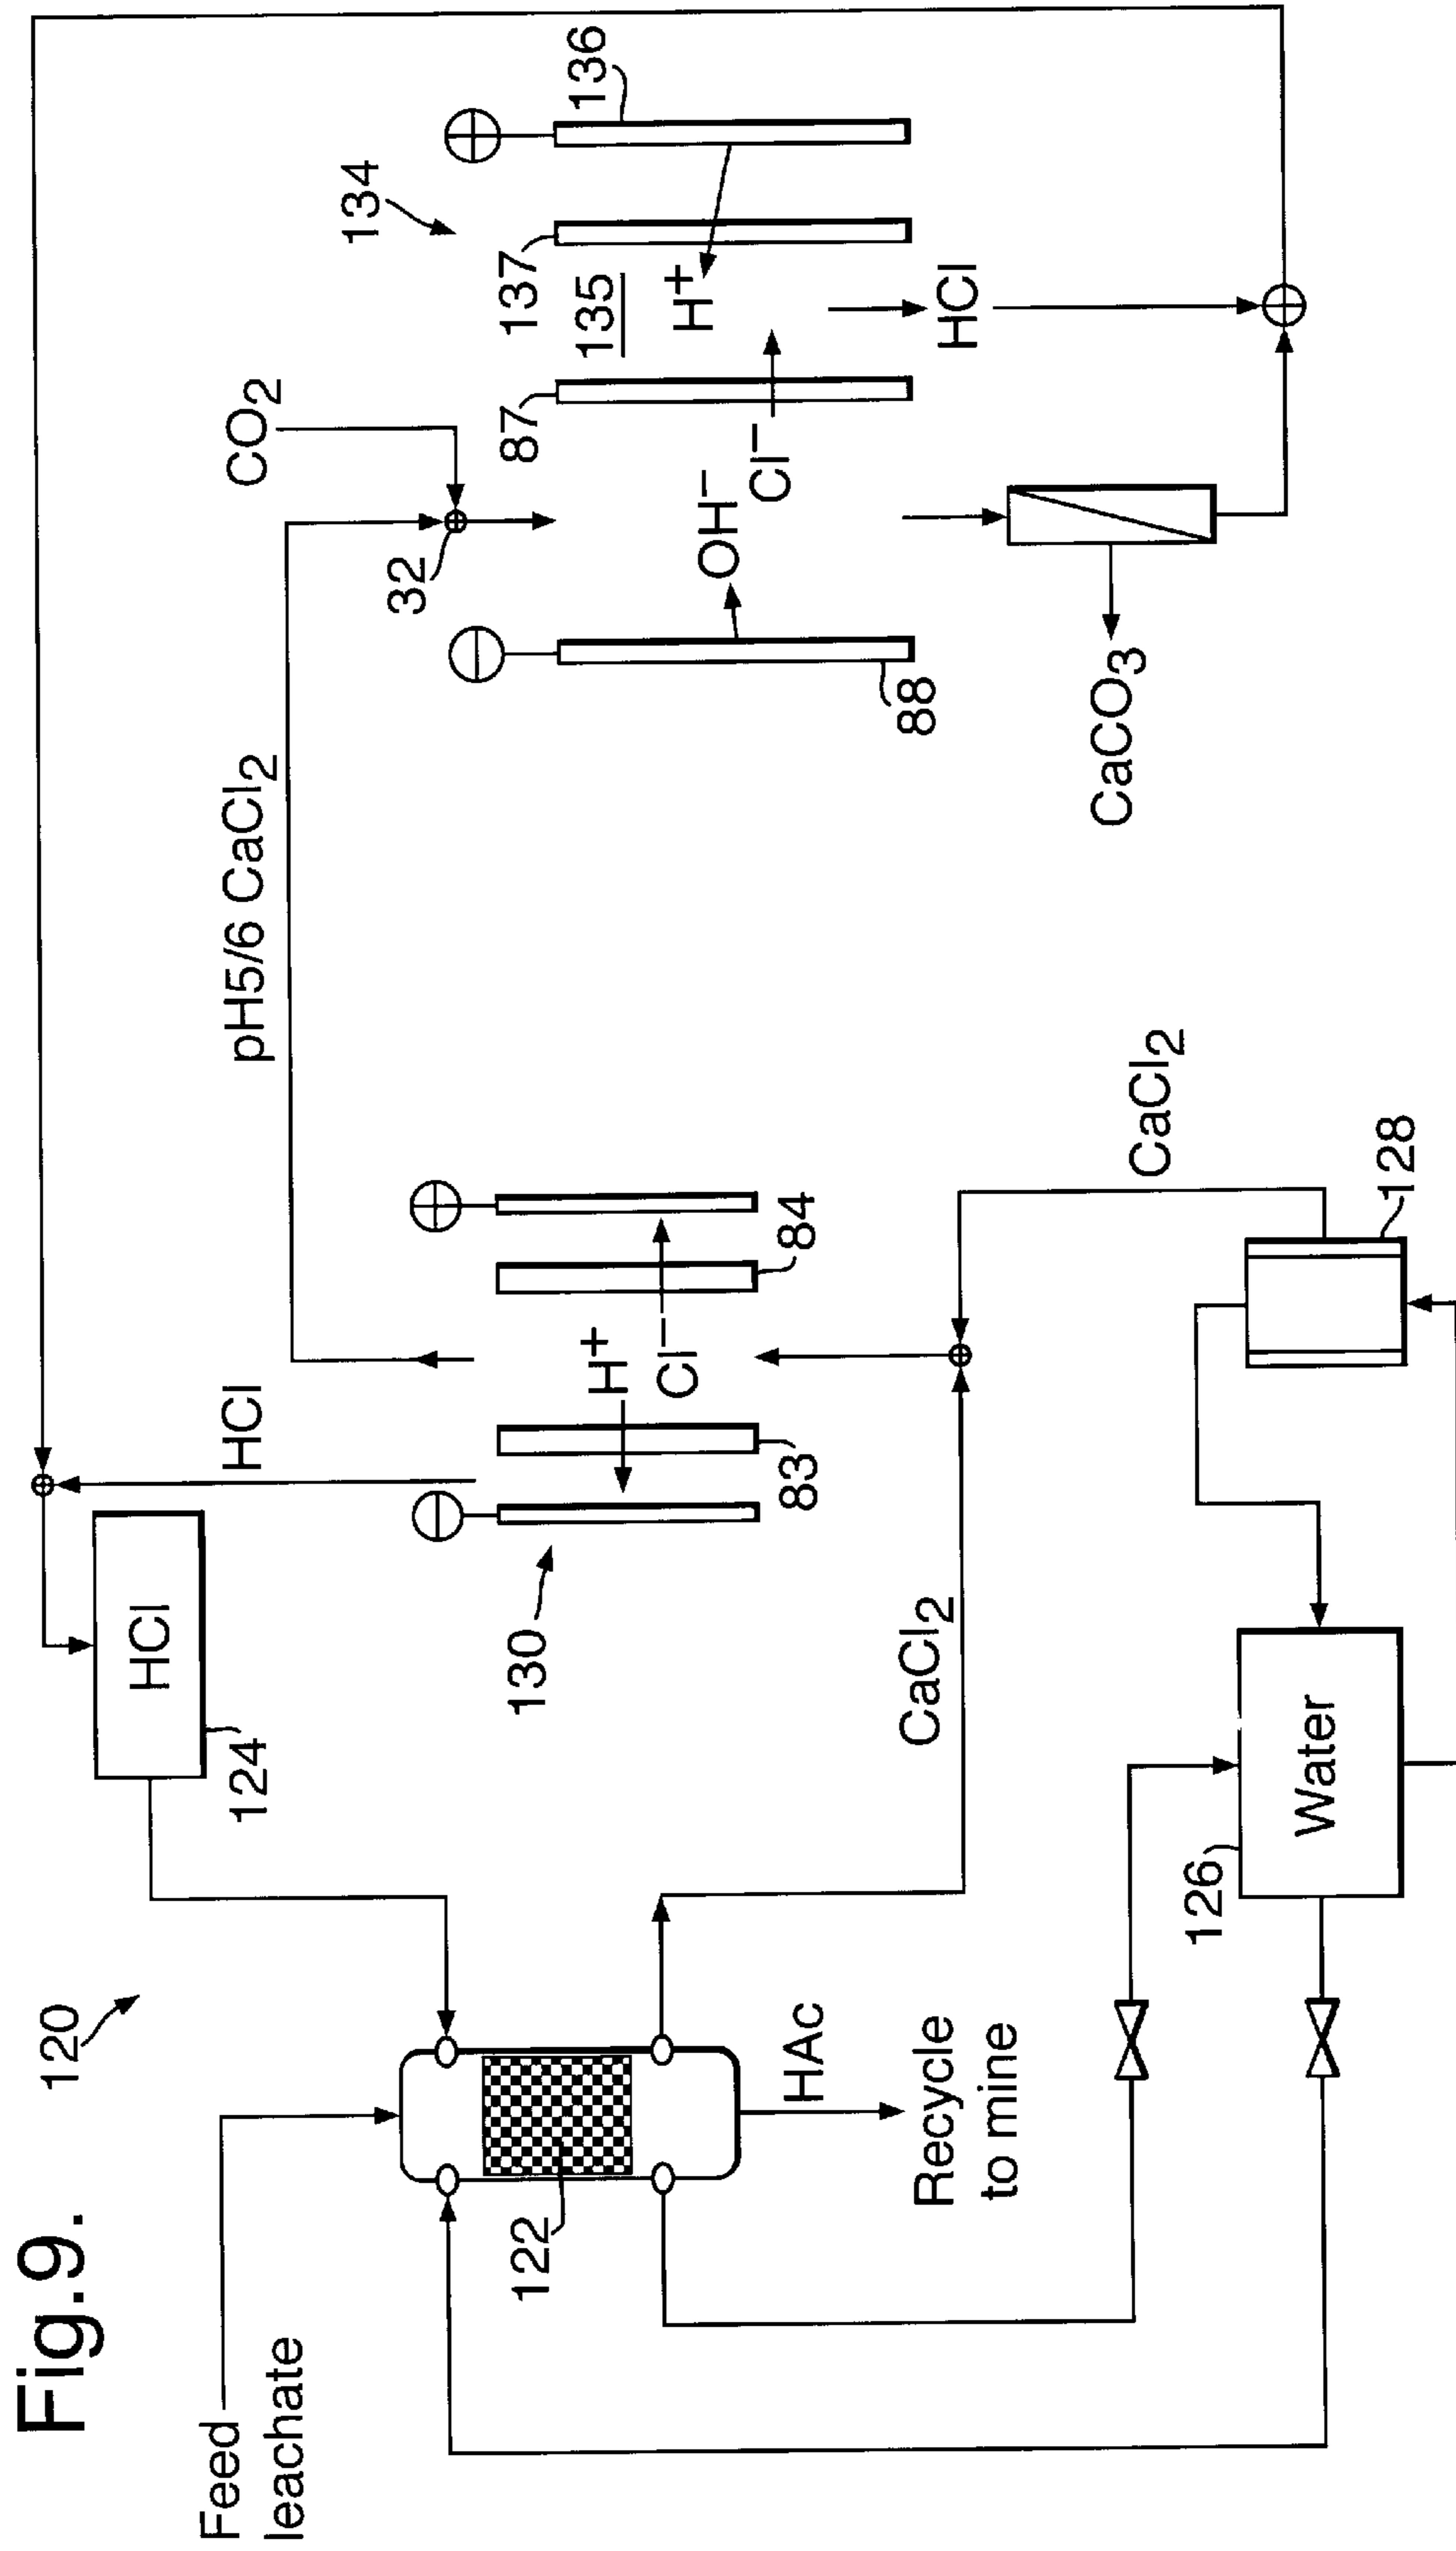 Fig.9.
120
Feed
leachate
122
HAc
Recycle
to mine
HCl
124
HCl
130
H+
Cl−
83
84
CaCl2
126
Water
CaCl2
128
pH5/6 CaCl2
CO2
32
134
137
135
136
87
88
OH−
Cl−
H+
HCl
CaCO3